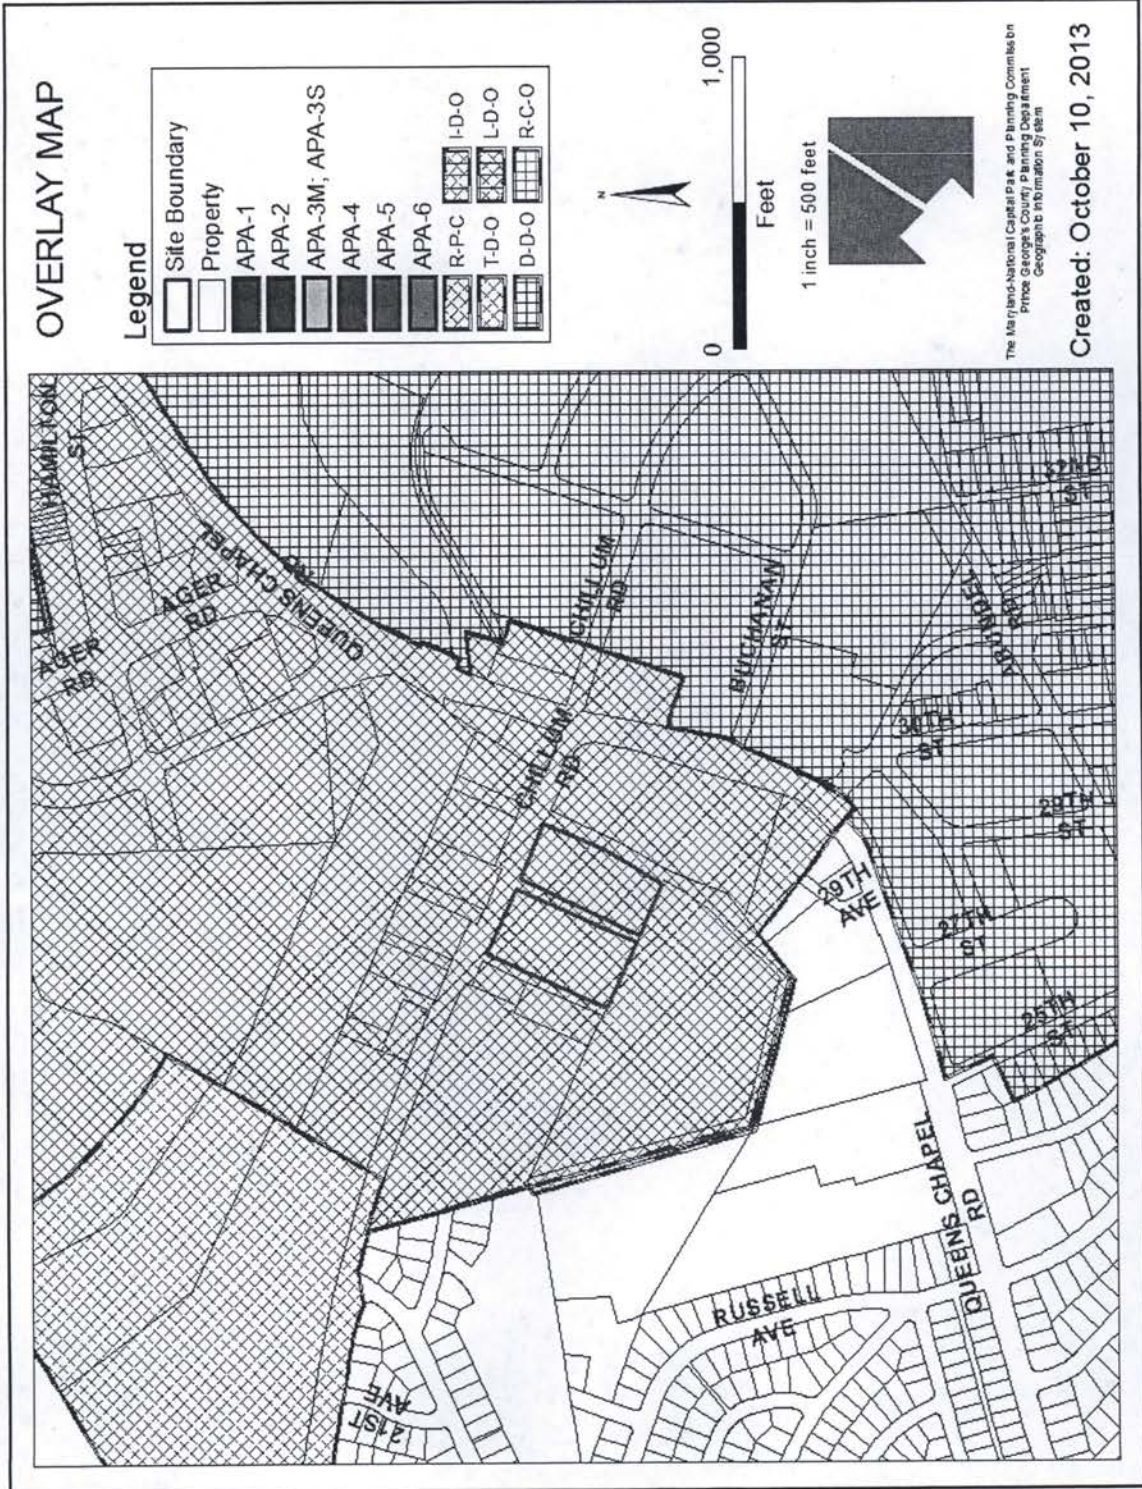 OVERLAY MAP
Legend
Site Boundary
Property
APA-1
APA-2
APA-3M; APA-3S
APA-4
APA-5
APA-6
R-P-C
I-D-O
T-D-O
L-D-O
D-D-O
R-C-O
N
0
1,000
Feet
1 inch = 500 feet
The Maryland-National Capital Park and Planning Commission
Prince George's County Planning Department
Geographic Information System
Created: October 10, 2013
HAMILTON
ST
AGER
RD
AGER
RD
QUEENS CHAPEL
RD
CHILLUM
RD
CHILLUM
RD
BUCHANAN
ST
ARUNDEL
RD
32ND
ST
30TH
ST
29TH
ST
29TH
AVE
27TH
ST
25TH
ST
QUEENS CHAPEL
RD
RUSSELL
AVE
21ST
AVE